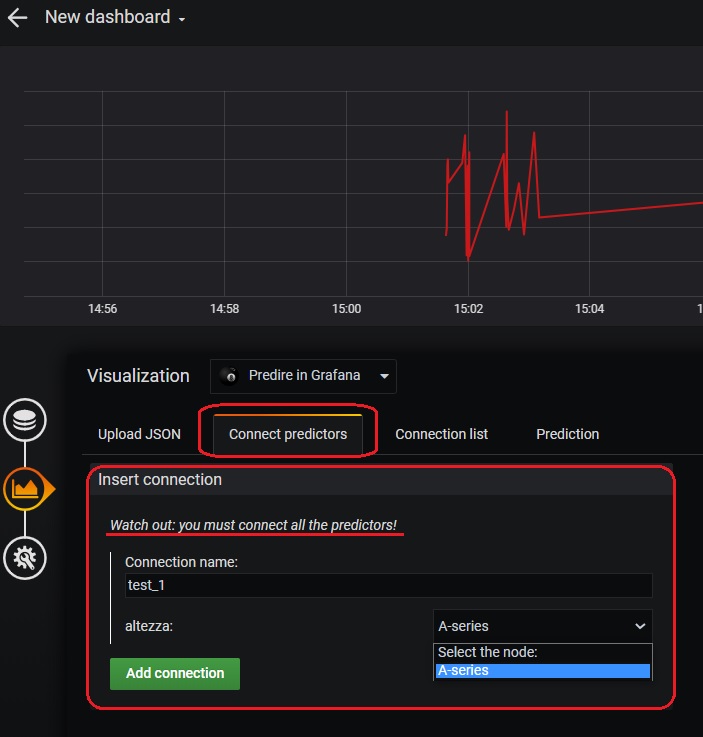 New dashboard
14:56 14:58 15:00 15:02 15:04 1
Visualization Predire in Grafana
Upload JSON Connect predictors Connection list Prediction
Insert connection
Watch out: you must connect all the predictors!
Connection name:
test_1
altezza: A-series
Select the node:
A-series
Add connection